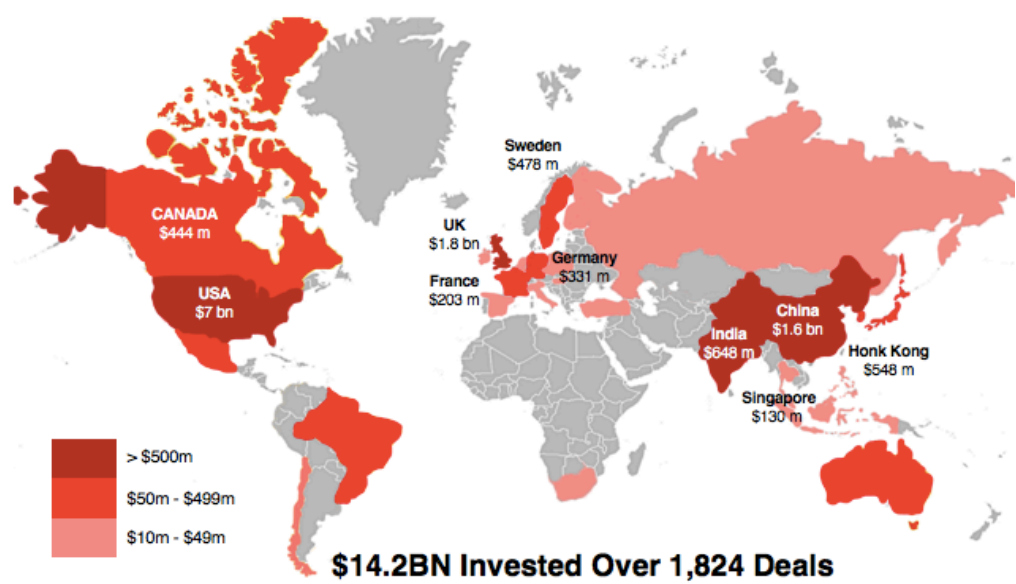 Sweden
$478 m
CANADA
$444 m
UK
$1.8 bn
Germany
$331 m
France
$203 m
USA
$7 bn
China
$1.6 bn
India
$648 m
Honk Kong
$548 m
Singapore
$130 m
> $500m
$50m - $499m
$10m - $49m
$14.2BN Invested Over 1,824 Deals